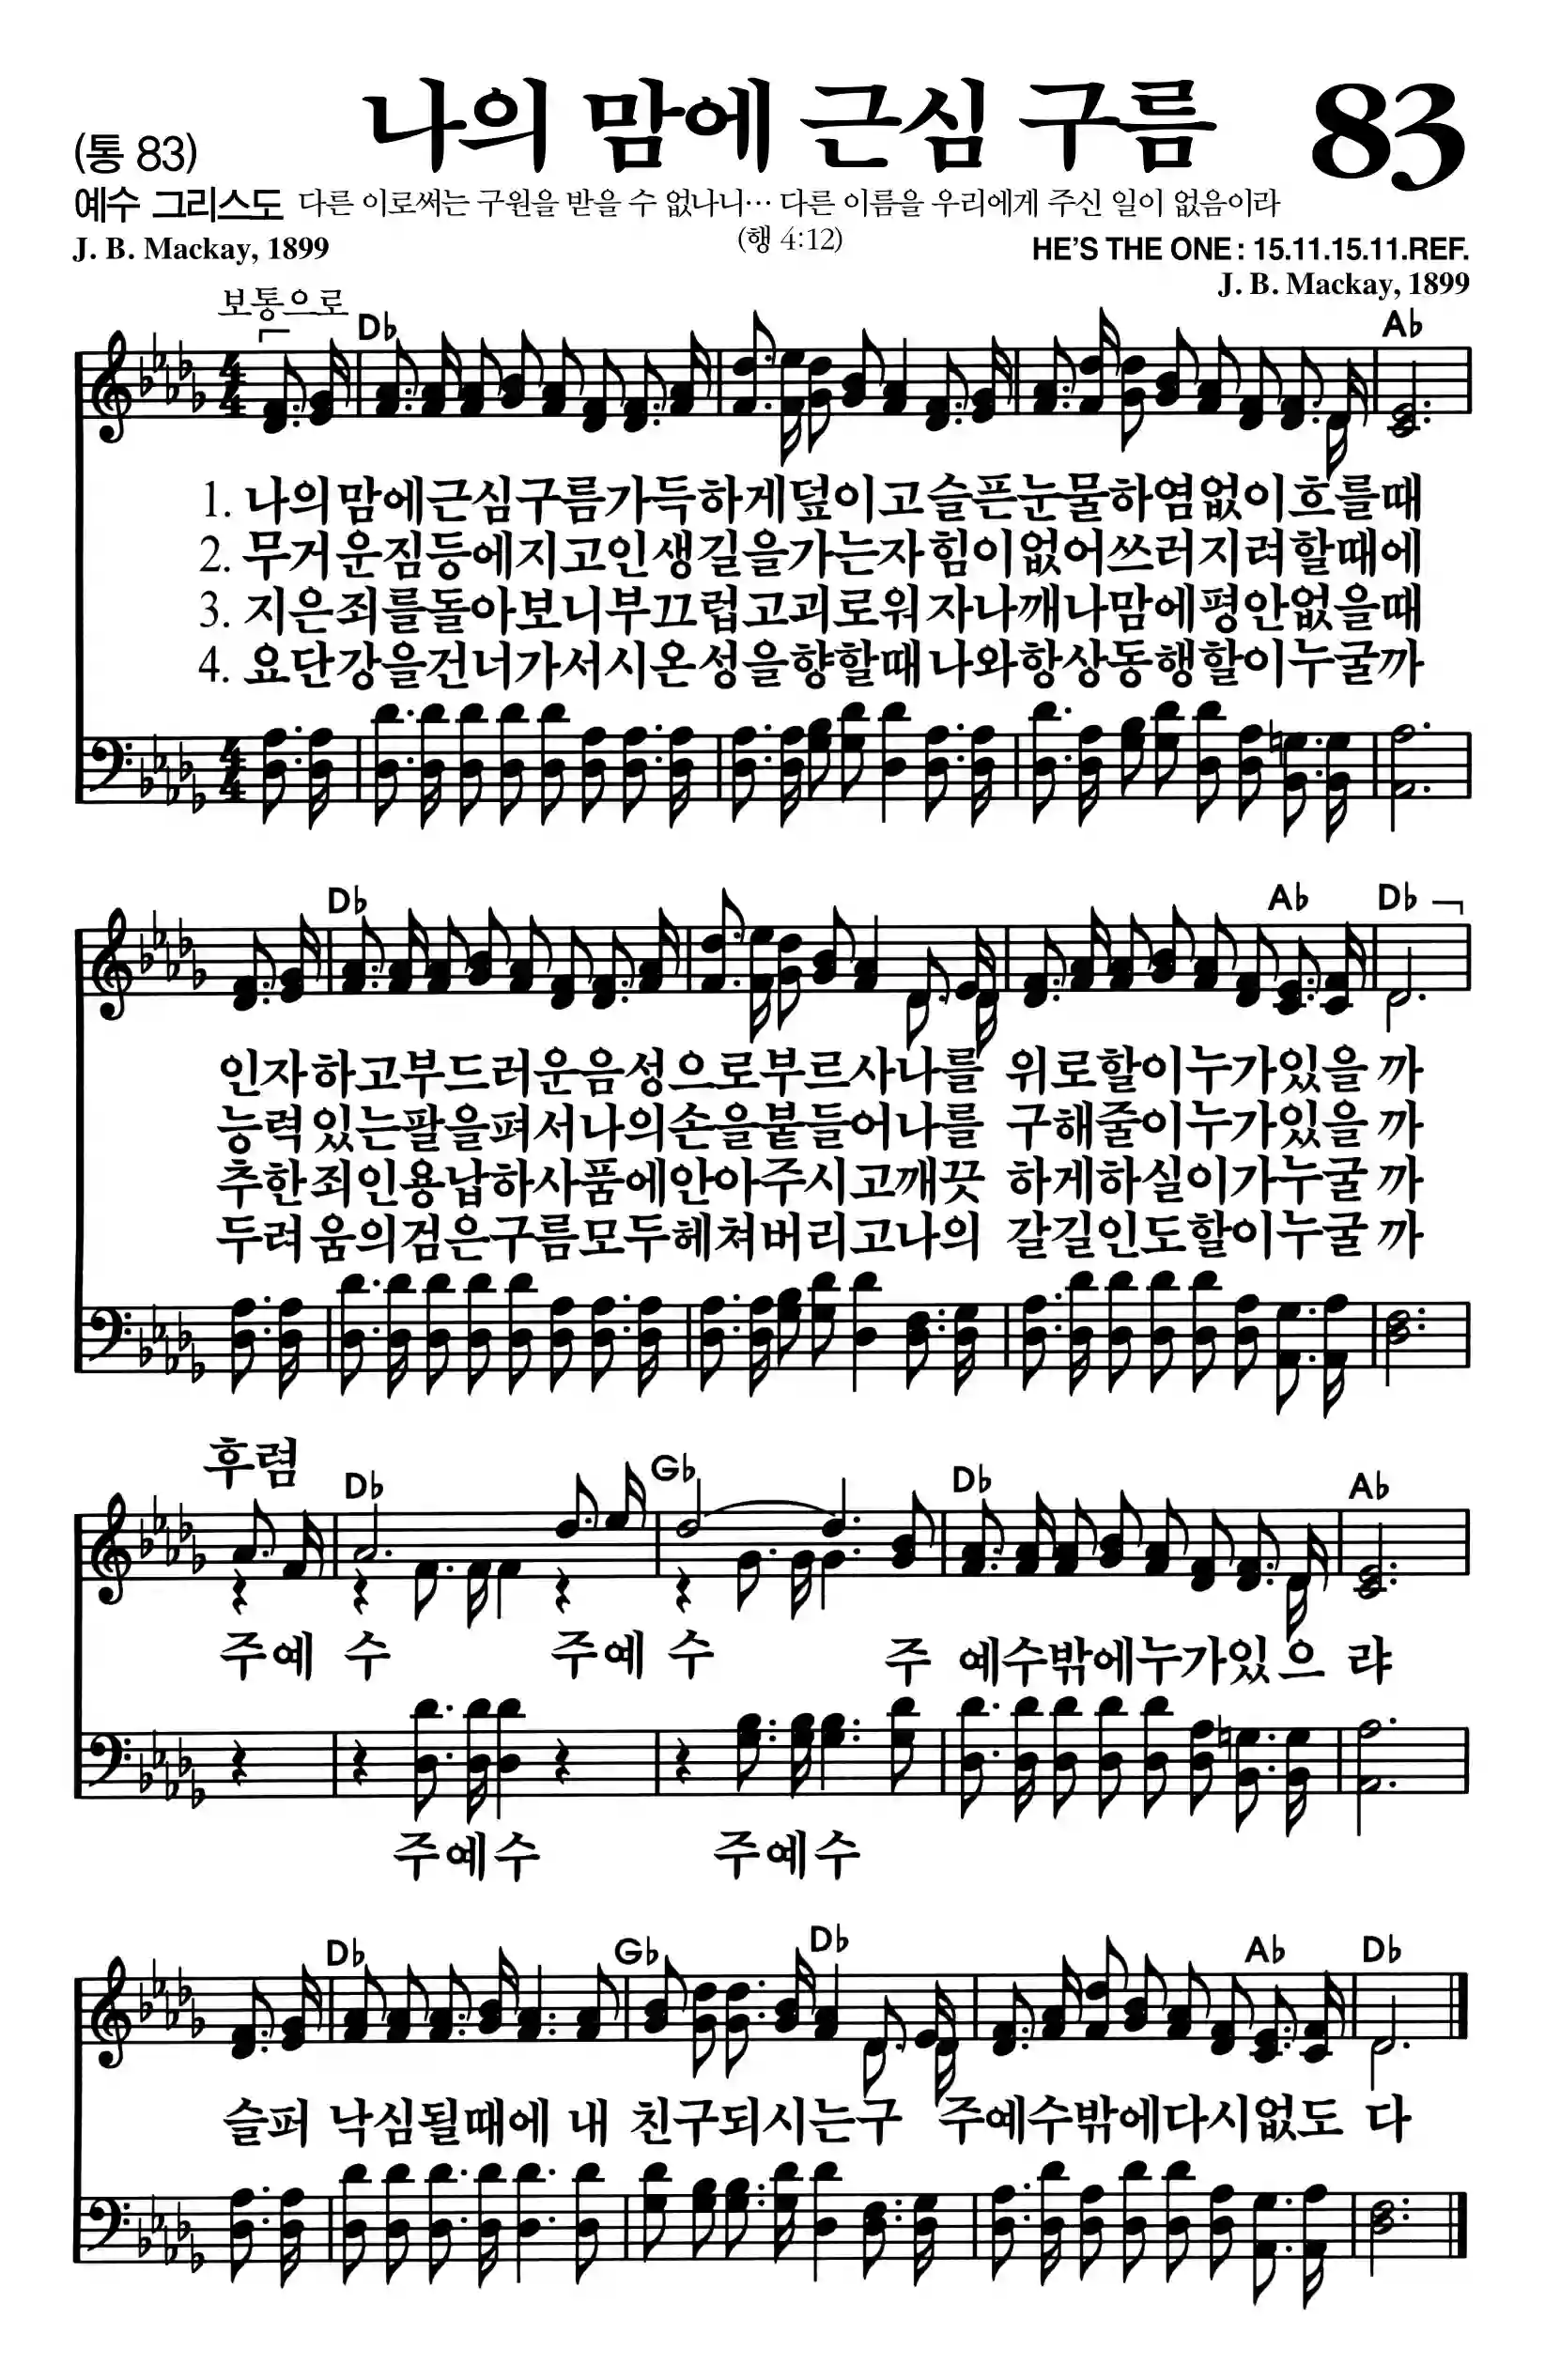 나의 맘에 근심 구름 83
(통 83)
예수 그리스도 다른 이로써는 구원을 받을 수 없나니… 다른 이름을 우리에게 주신 일이 없음이라
(행 4:12)
J. B. Mackay, 1899
HE'S THE ONE : 15.11.15.11.REF.
J. B. Mackay, 1899
보통으로
D♭ A♭
1. 나의맘에근심구름가득하게덮이고슬픈눈물하염없이흐를때
2. 무거운짐등에지고인생길을가는자힘이없어쓰러지려할때에
3. 지은죄를돌아보니부끄럽고괴로워자나깨나맘에평안없을때
4. 요단강을건너가서시온성을향할때나와항상동행할이누굴까
D♭ A♭ D♭
인자하고부드러운음성으로부르사나를 위로할이누가있을 까
능력있는팔을펴서나의손을붙들어나를 구해줄이누가있을 까
추한죄인용납하사품에안아주시고깨끗 하게하실이가누굴 까
두려움의검은구름모두헤쳐버리고나의 갈길인도할이누굴 까
후렴
D♭ G♭ D♭ A♭
주예 수 주예 수 주 예수밖에누가있으 랴
주예수 주예수
D♭ G♭ D♭ A♭ D♭
슬퍼 낙심될때에 내 친구되시는구 주예수밖에다시없도 다